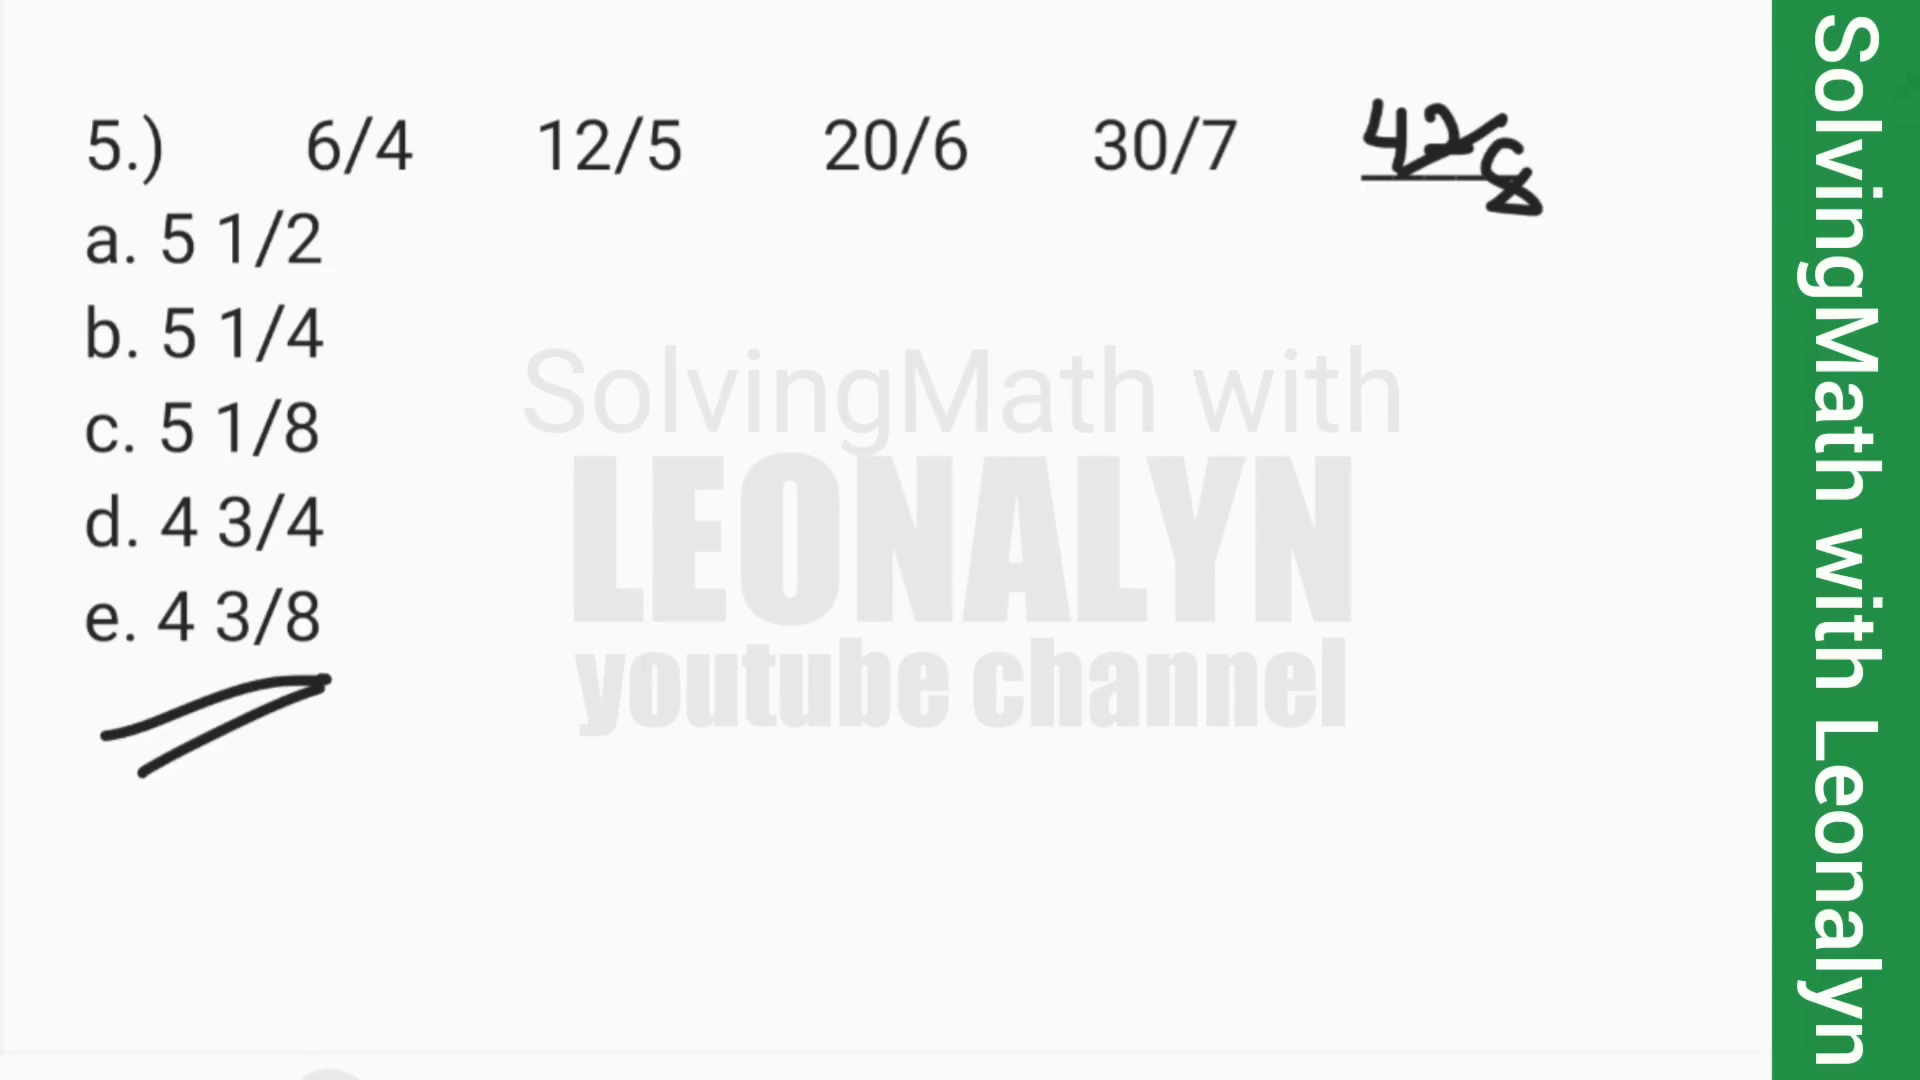 5.) 6/4 12/5 20/6 30/7 42/8
a. 5 1/2
b. 5 1/4
c. 5 1/8
d. 4 3/4
e. 4 3/8
SolvingMath with
LEONALYN
youtube channel
SolvingMath with Leonalyn